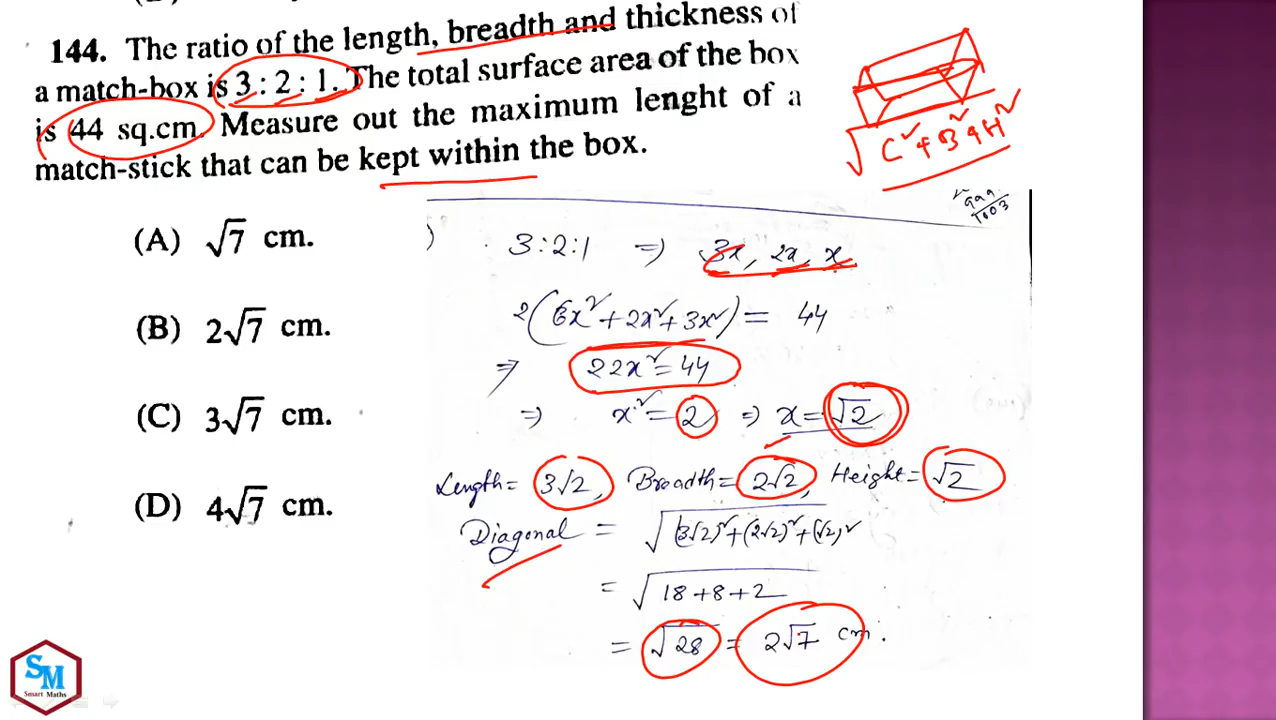 144. The ratio of the length, breadth and thickness of
a match-box is 3 : 2 : 1. The total surface area of the box
is 44 sq.cm. Measure out the maximum lenght of a
match-stick that can be kept within the box.
√L²+B²+H²
(A) √7 cm.
(B) 2√7 cm.
(C) 3√7 cm.
(D) 4√7 cm.
3:2:1 ⇒ 3x, 2x, x
2(6x²+2x²+3x²) = 44
⇒ 22x² = 44
⇒ x² = 2 ⇒ x = √2
Length = 3√2, Breadth = 2√2, Height = √2
Diagonal = √(3√2)²+(2√2)²+(√2)²
= √18+8+2
= √28 = 2√7 cm.
SM
Smart Maths